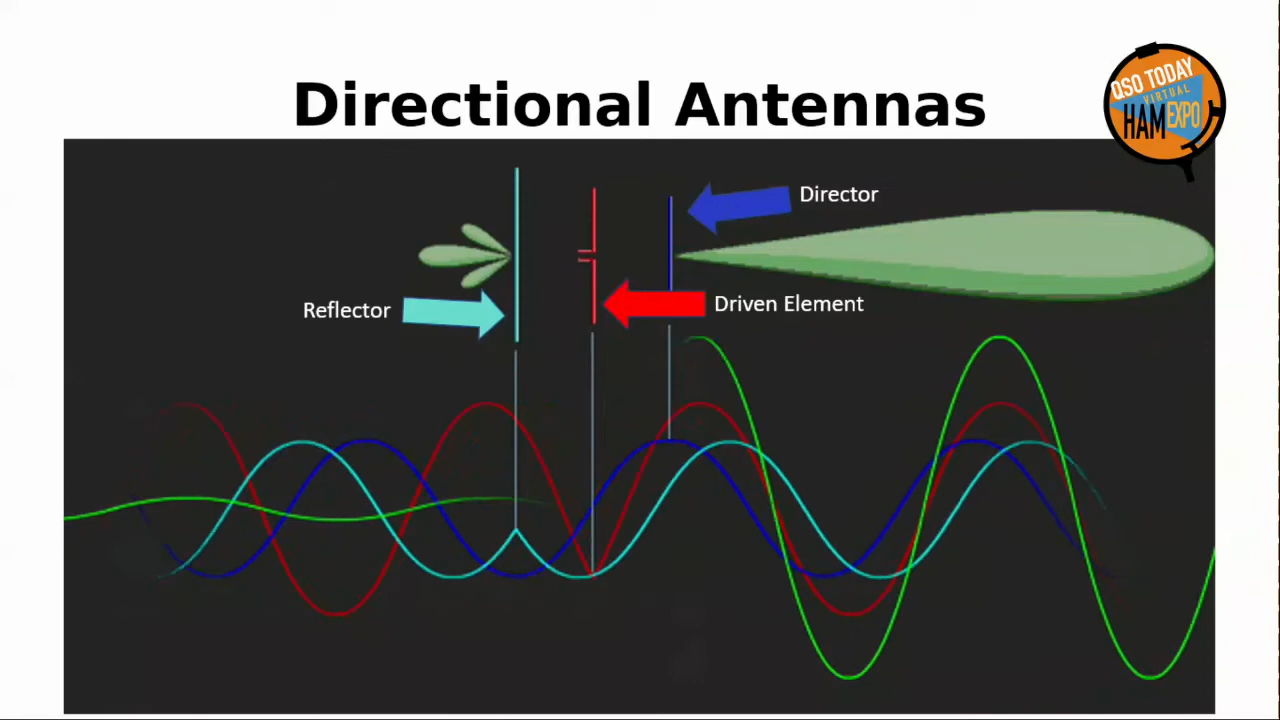 Directional Antennas
QSO TODAY
VIRTUAL
HAM EXPO
Director
Reflector
Driven Element